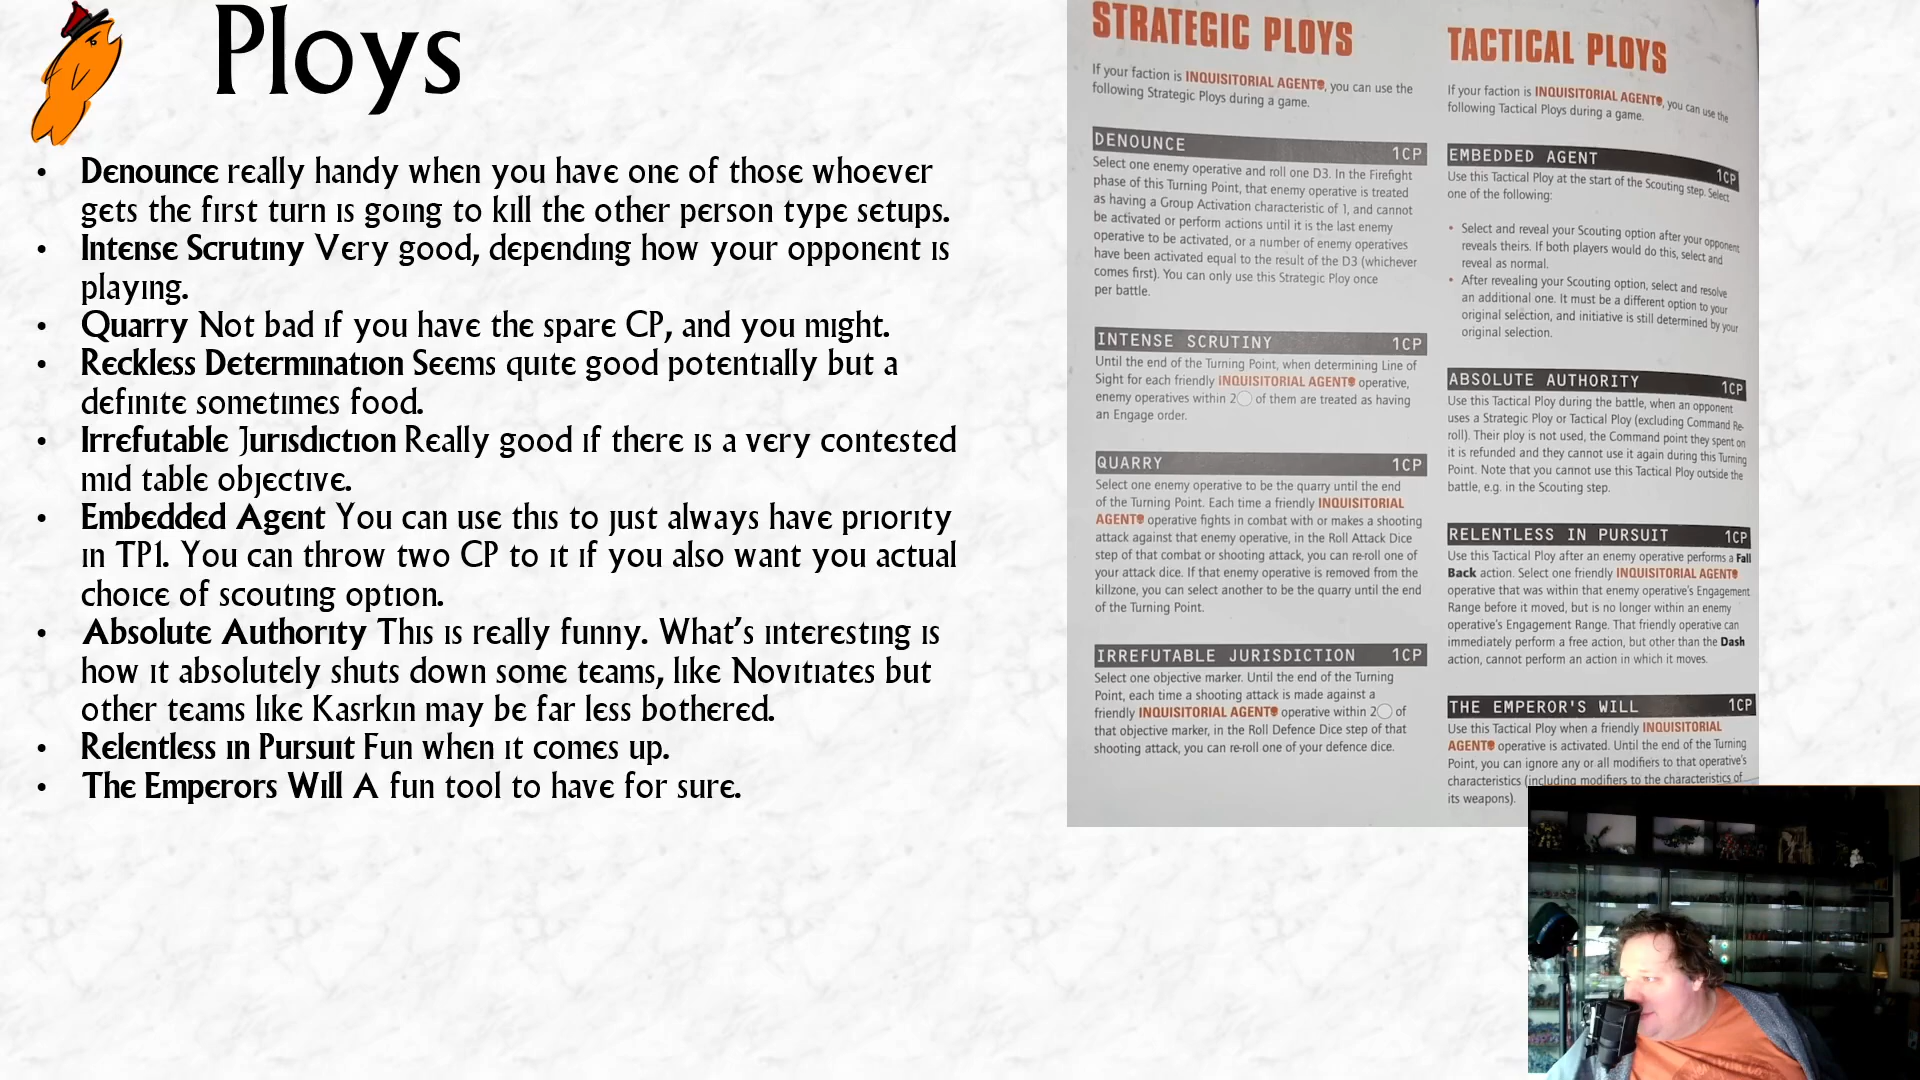 Ploys
• Denounce really handy when you have one of those whoever
gets the first turn is going to kill the other person type setups.
• Intense Scrutiny Very good, depending how your opponent is
playing.
• Quarry Not bad if you have the spare CP, and you might.
• Reckless Determination Seems quite good potentially but a
definite sometimes food.
• Irrefutable Jurisdiction Really good if there is a very contested
mid table objective.
• Embedded Agent You can use this to just always have priority
in TP1. You can throw two CP to it if you also want you actual
choice of scouting option.
• Absolute Authority This is really funny. What's interesting is
how it absolutely shuts down some teams, like Novitiates but
other teams like Kasrkin may be far less bothered.
• Relentless in Pursuit Fun when it comes up.
• The Emperors Will A fun tool to have for sure.
STRATEGIC PLOYS
If your faction is INQUISITORIAL AGENT, you can use the
following Strategic Ploys during a game.
DENOUNCE 1CP
Select one enemy operative and roll one D3. In the Firefight
phase of this Turning Point, that enemy operative is treated
as having a Group Activation characteristic of 1, and cannot
be activated or perform actions until it is the last enemy
operative to be activated, or a number of enemy operatives
have been activated equal to the result of the D3 (whichever
comes first). You can only use this Strategic Ploy once
per battle.
INTENSE SCRUTINY 1CP
Until the end of the Turning Point, when determining Line of
Sight for each friendly INQUISITORIAL AGENT operative,
enemy operatives within 2 of them are treated as having
an Engage order.
QUARRY 1CP
Select one enemy operative to be the quarry until the end
of the Turning Point. Each time a friendly INQUISITORIAL
AGENT operative fights in combat with or makes a shooting
attack against that enemy operative, in the Roll Attack Dice
step of that combat or shooting attack, you can re-roll one of
your attack dice. If that enemy operative is removed from the
killzone, you can select another to be the quarry until the end
of the Turning Point.
IRREFUTABLE JURISDICTION 1CP
Select one objective marker. Until the end of the Turning
Point, each time a shooting attack is made against a
friendly INQUISITORIAL AGENT operative within 2 of
that objective marker, in the Roll Defence Dice step of that
shooting attack, you can re-roll one of your defence dice.
TACTICAL PLOYS
If your faction is INQUISITORIAL AGENT, you can use the
following Tactical Ploys during a game.
EMBEDDED AGENT 1CP
Use this Tactical Ploy at the start of the Scouting step. Select
one of the following:
• Select and reveal your Scouting option after your opponent
reveals theirs. If both players would do this, select and
reveal as normal.
• After revealing your Scouting option, select and resolve
an additional one. It must be a different option to your
original selection, and initiative is still determined by your
original selection.
ABSOLUTE AUTHORITY 1CP
Use this Tactical Ploy during the battle, when an opponent
uses a Strategic Ploy or Tactical Ploy (excluding Command Re-
roll). Their ploy is not used, the Command point they spent on
it is refunded and they cannot use it again during this Turning
Point. Note that you cannot use this Tactical Ploy outside the
battle, e.g. in the Scouting step.
RELENTLESS IN PURSUIT 1CP
Use this Tactical Ploy after an enemy operative performs a Fall
Back action. Select one friendly INQUISITORIAL AGENT
operative that was within that enemy operative's Engagement
Range before it moved, but is no longer within an enemy
operative's Engagement Range. That friendly operative can
immediately perform a free action, but other than the Dash
action, cannot perform an action in which it moves.
THE EMPEROR'S WILL 1CP
Use this Tactical Ploy when a friendly INQUISITORIAL
AGENT operative is activated. Until the end of the Turning
Point, you can ignore any or all modifiers to that operative's
characteristics (including modifiers to the characteristics of
its weapons).